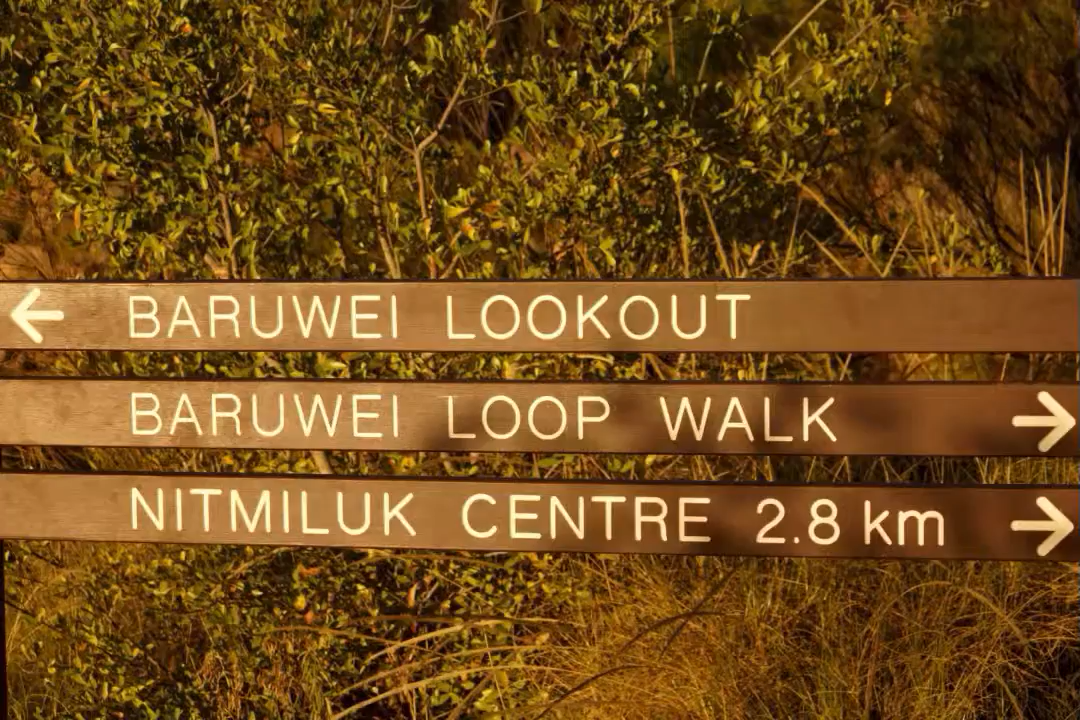 ← BARUWEI LOOKOUT
BARUWEI LOOP WALK →
NITMILUK CENTRE 2.8 km →